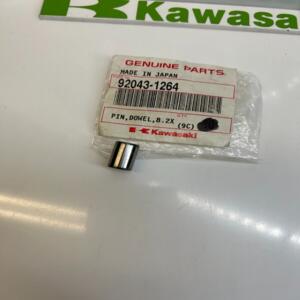 Kawasa
GENUINE PARTS
MADE IN JAPAN
92043-1264
PIN,DOWEL,8.2X
(9C)
Kawasaki